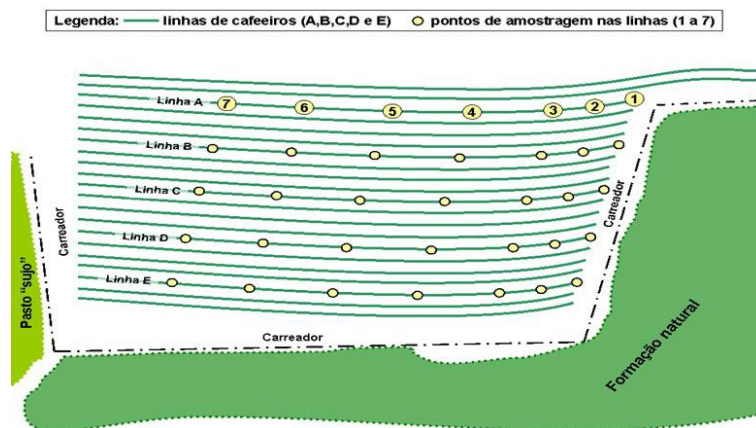 Legenda: linhas de cafeeiros (A,B,C,D e E) pontos de amostragem nas linhas (1 a 7)
Linha A 7 6 5 4 3 2 1
Linha B
Linha C
Linha D
Linha E
Carreador
Carreador
Carreador
Pasto "sujo"
Formação natural